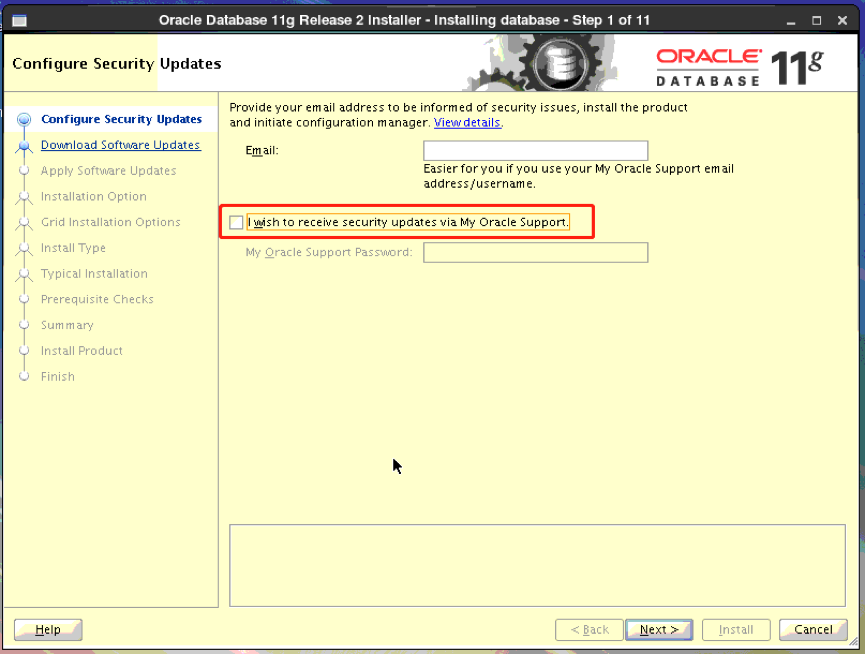 Oracle Database 11g Release 2 Installer - Installing database - Step 1 of 11
Configure Security Updates
ORACLE
DATABASE
11g
Configure Security Updates
Download Software Updates
Apply Software Updates
Installation Option
Grid Installation Options
Install Type
Typical Installation
Prerequisite Checks
Summary
Install Product
Finish
Provide your email address to be informed of security issues, install the product
and initiate configuration manager. View details.
Email:
Easier for you if you use your My Oracle Support email
address/username.
I wish to receive security updates via My Oracle Support.
My Oracle Support Password:
Help
< Back
Next >
Install
Cancel